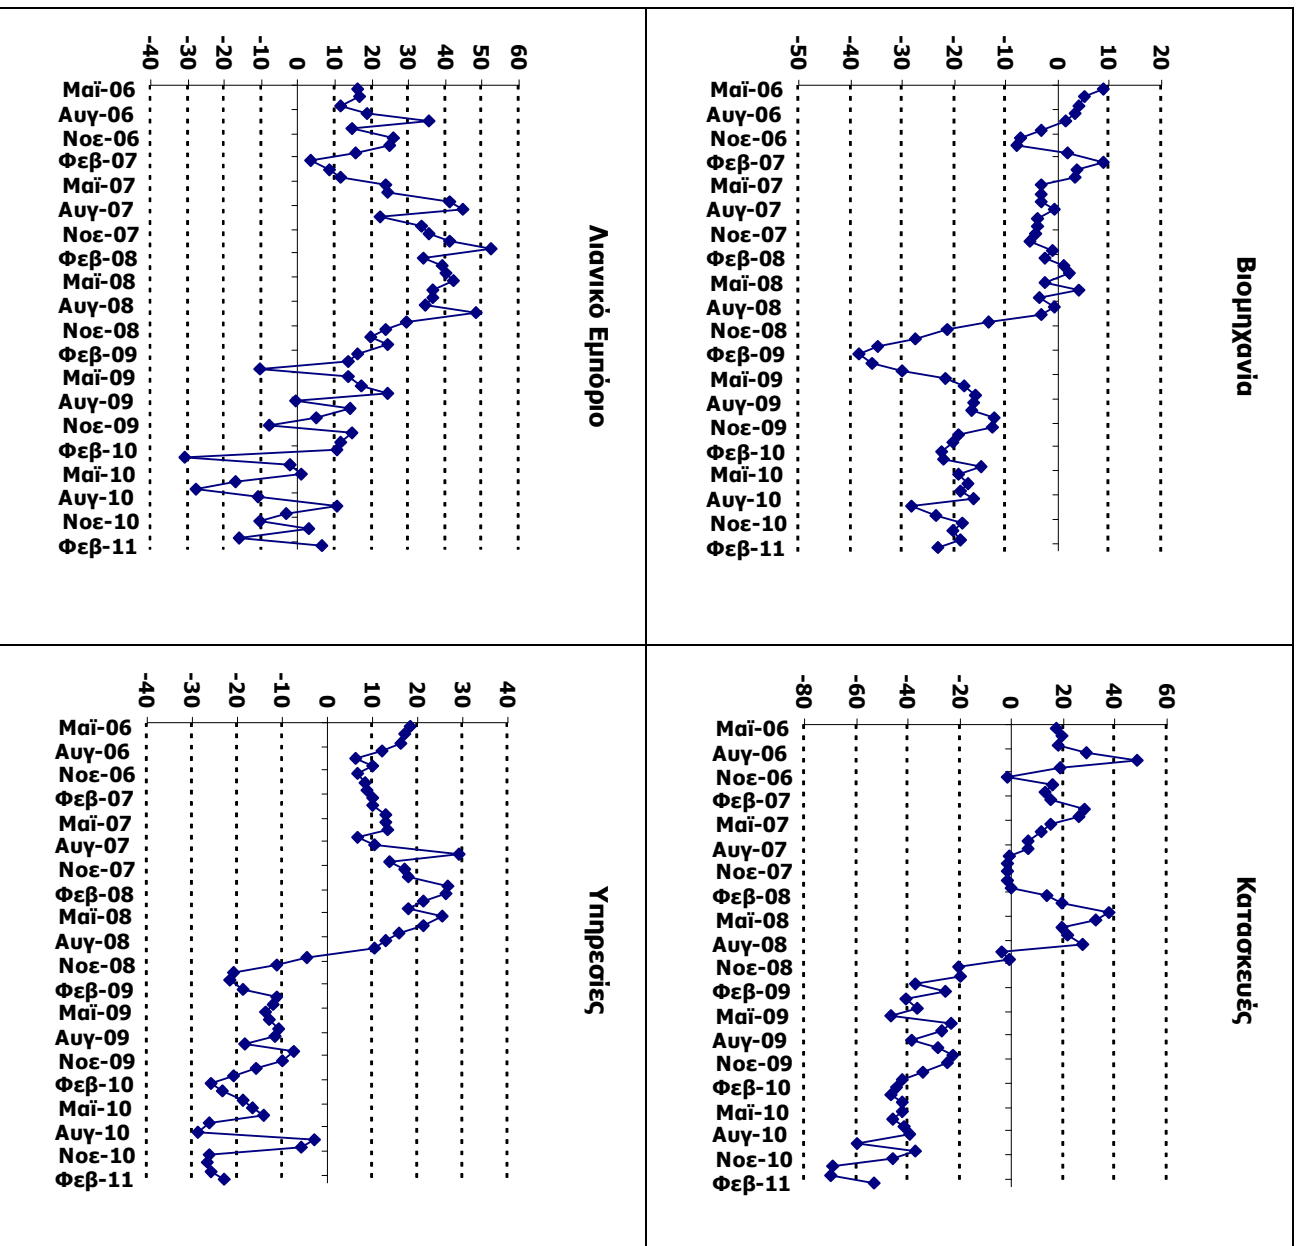 Λιανικό Εμπόριο
60
50
40
30
20
10
0
-10
-20
-30
-40
Μαϊ-06
Αυγ-06
Νοε-06
Φεβ-07
Μαϊ-07
Αυγ-07
Νοε-07
Φεβ-08
Μαϊ-08
Αυγ-08
Νοε-08
Φεβ-09
Μαϊ-09
Αυγ-09
Νοε-09
Φεβ-10
Μαϊ-10
Αυγ-10
Νοε-10
Φεβ-11
Βιομηχανία
20
10
0
-10
-20
-30
-40
-50
Μαϊ-06
Αυγ-06
Νοε-06
Φεβ-07
Μαϊ-07
Αυγ-07
Νοε-07
Φεβ-08
Μαϊ-08
Αυγ-08
Νοε-08
Φεβ-09
Μαϊ-09
Αυγ-09
Νοε-09
Φεβ-10
Μαϊ-10
Αυγ-10
Νοε-10
Φεβ-11
Υπηρεσίες
40
30
20
10
0
-10
-20
-30
-40
Μαϊ-06
Αυγ-06
Νοε-06
Φεβ-07
Μαϊ-07
Αυγ-07
Νοε-07
Φεβ-08
Μαϊ-08
Αυγ-08
Νοε-08
Φεβ-09
Μαϊ-09
Αυγ-09
Νοε-09
Φεβ-10
Μαϊ-10
Αυγ-10
Νοε-10
Φεβ-11
Κατασκευές
60
40
20
0
-20
-40
-60
-80
Μαϊ-06
Αυγ-06
Νοε-06
Φεβ-07
Μαϊ-07
Αυγ-07
Νοε-07
Φεβ-08
Μαϊ-08
Αυγ-08
Νοε-08
Φεβ-09
Μαϊ-09
Αυγ-09
Νοε-09
Φεβ-10
Μαϊ-10
Αυγ-10
Νοε-10
Φεβ-11